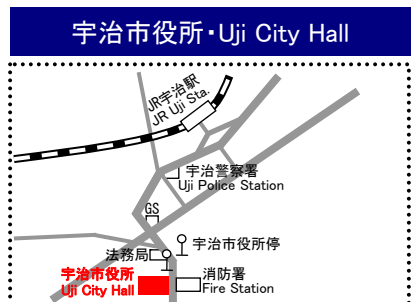 宇治市役所・Uji City Hall
JR宇治駅
JR Uji Sta.
宇治警察署
Uji Police Station
GS
宇治市役所停
法務局
宇治市役所
Uji City Hall
消防署
Fire Station